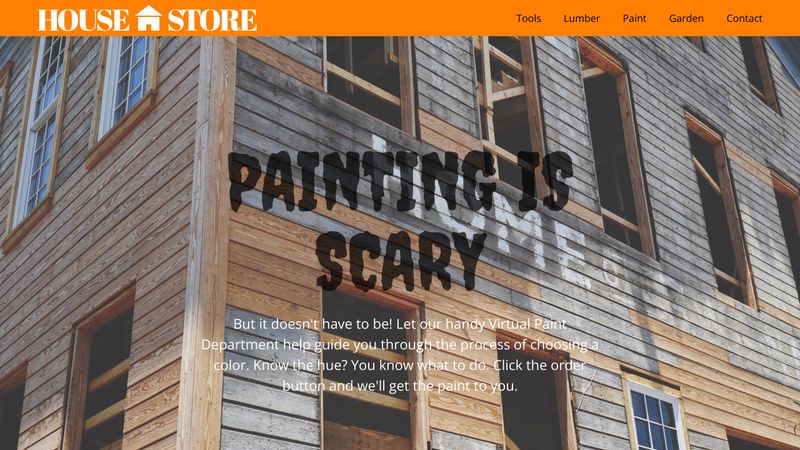 HOUSE STORE
Tools Lumber Paint Garden Contact
PAINTING IS
SCARY
HOME.
But it doesn't have to be! Let our handy Virtual Paint
Department help guide you through the process of choosing a
color. Know the hue? You know what to do. Click the order
button and we'll get the paint to you.